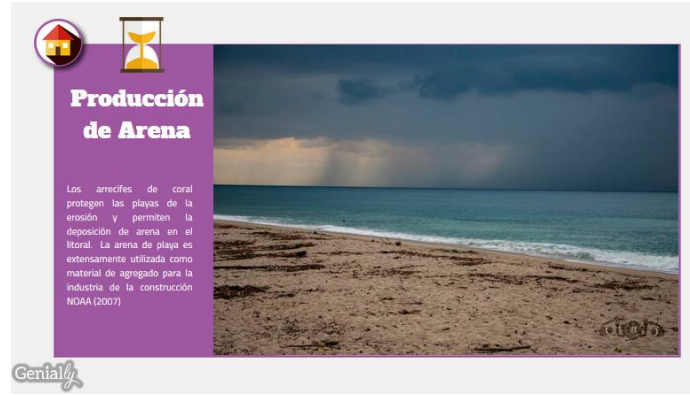 Producción
de Arena
Los arrecifes de coral
protegen las playas de la
erosión y permiten la
deposición de arena en el
litoral. La arena de playa es
extensamente utilizada como
material de agregado para la
industria de la construcción
NOAA (2007)
Genially